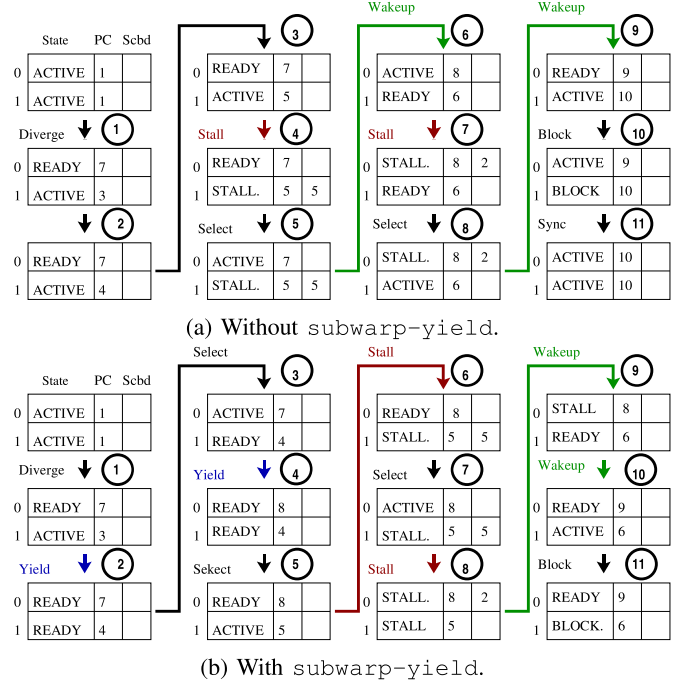 Wakeup
Wakeup
State PC Scbd
0 ACTIVE 1
1 ACTIVE 1
Diverge 1
0 READY 7
1 ACTIVE 3
2
0 READY 7
1 ACTIVE 4
3
0 READY 7
1 ACTIVE 5
Stall 4
0 READY 7
1 STALL. 5 5
Select 5
0 ACTIVE 7
1 STALL. 5 5
6
0 ACTIVE 8
1 READY 6
Stall 7
0 STALL. 8 2
1 READY 6
Select 8
0 STALL. 8 2
1 ACTIVE 6
9
0 READY 9
1 ACTIVE 10
Block 10
0 ACTIVE 9
1 BLOCK 10
Sync 11
0 ACTIVE 10
1 ACTIVE 10
(a) Without subwarp-yield.
State PC Scbd
0 ACTIVE 1
1 ACTIVE 1
Diverge 1
0 READY 7
1 ACTIVE 3
Yield 2
0 READY 7
1 READY 4
Select 3
0 ACTIVE 7
1 READY 4
Yield 4
0 READY 8
1 READY 4
Sekect 5
0 READY 8
1 ACTIVE 5
Stall 6
0 READY 8
1 STALL. 5 5
Select 7
0 ACTIVE 8
1 STALL. 5 5
Stall 8
0 STALL. 8 2
1 STALL 5
Wakeup 9
0 STALL 8
1 READY 6
Wakeup 10
0 READY 9
1 ACTIVE 6
Block 11
0 READY 9
1 BLOCK. 6
(b) With subwarp-yield.